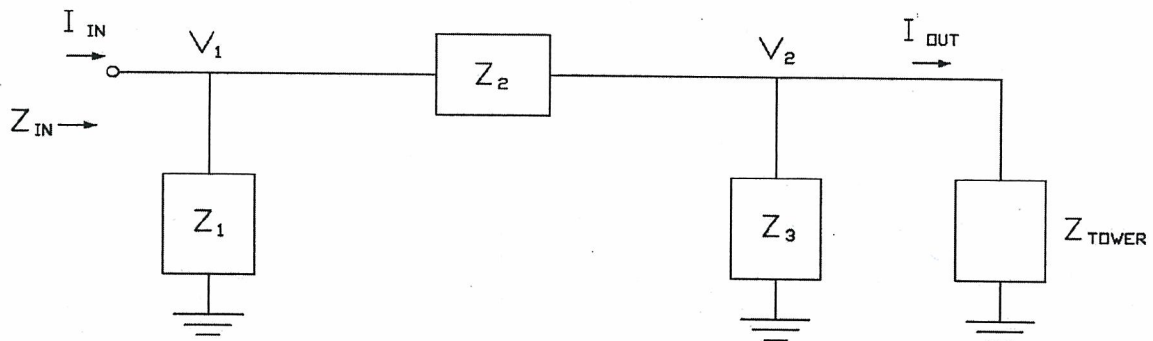 I IN
V1
Z2
V2
I OUT
Z IN
Z1
Z3
Z TOWER